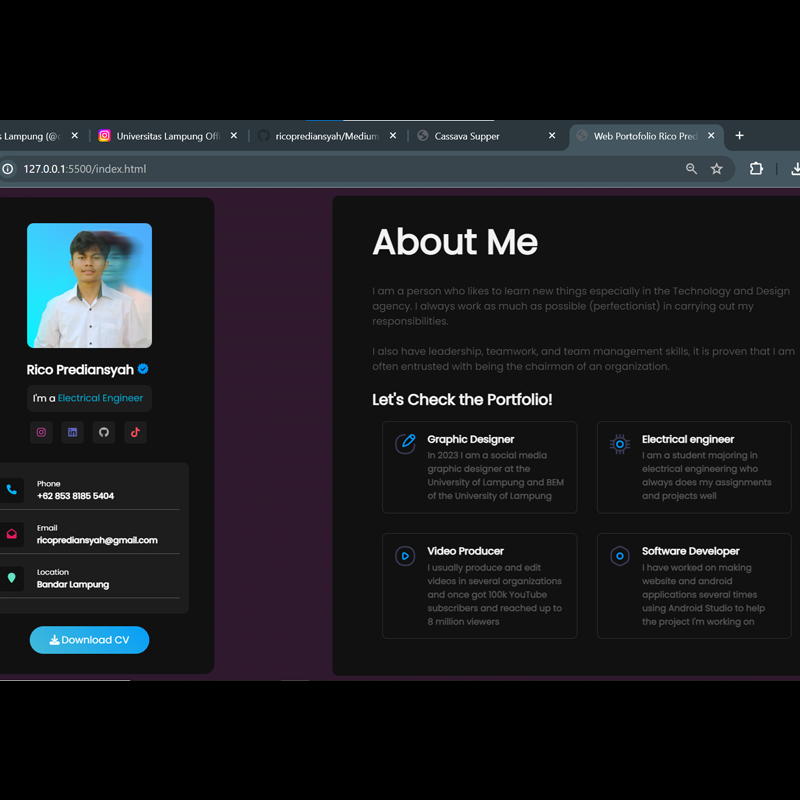 s Lampung (@
Universitas Lampung Offi
ricoprediansyah/Medium
Cassava Supper
Web Portofolio Rico Pred
127.0.0.1:5500/index.html
Rico Prediansyah
I'm a Electrical Engineer
Phone
+62 853 8185 5404
Email
ricoprediansyah@gmail.com
Location
Bandar Lampung
Download CV
About Me
I am a person who likes to learn new things especially in the Technology and Design
agency. I always work as much as possible (perfectionist) in carrying out my
responsibilities.
I also have leadership, teamwork, and team management skills, it is proven that I am
often entrusted with being the chairman of an organization.
Let's Check the Portfolio!
Graphic Designer
In 2023 I am a social media
graphic designer at the
University of Lampung and BEM
of the University of Lampung
Electrical engineer
I am a student majoring in
electrical engineering who
always does my assignments
and projects well
Video Producer
I usually produce and edit
videos in several organizations
and once got 100k YouTube
subscribers and reached up to
8 million viewers
Software Developer
I have worked on making
website and android
applications several times
using Android Studio to help
the project I'm working on